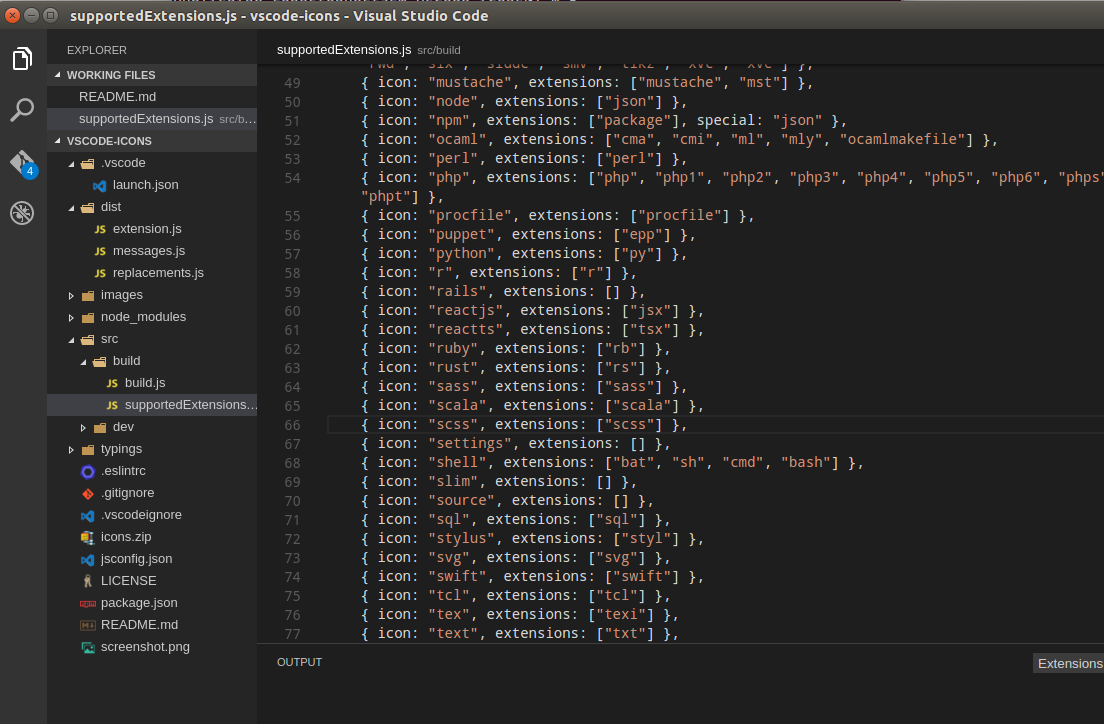 supportedExtensions.js - vscode-icons - Visual Studio Code
EXPLORER
WORKING FILES
README.md
supportedExtensions.js src/b...
VSCODE-ICONS
.vscode
launch.json
dist
JS extension.js
JS messages.js
JS replacements.js
images
node_modules
src
build
JS build.js
JS supportedExtensions...
dev
typings
.eslintrc
.gitignore
.vscodeignore
icons.zip
jsconfig.json
LICENSE
package.json
README.md
screenshot.png
4
supportedExtensions.js src/build
49 { icon: "mustache", extensions: ["mustache", "mst"] },
50 { icon: "node", extensions: ["json"] },
51 { icon: "npm", extensions: ["package"], special: "json" },
52 { icon: "ocaml", extensions: ["cma", "cmi", "ml", "mly", "ocamlmakefile"] },
53 { icon: "perl", extensions: ["perl"] },
54 { icon: "php", extensions: ["php", "php1", "php2", "php3", "php4", "php5", "php6", "phps"
"phpt"] },
55 { icon: "procfile", extensions: ["procfile"] },
56 { icon: "puppet", extensions: ["epp"] },
57 { icon: "python", extensions: ["py"] },
58 { icon: "r", extensions: ["r"] },
59 { icon: "rails", extensions: [] },
60 { icon: "reactjs", extensions: ["jsx"] },
61 { icon: "reactts", extensions: ["tsx"] },
62 { icon: "ruby", extensions: ["rb"] },
63 { icon: "rust", extensions: ["rs"] },
64 { icon: "sass", extensions: ["sass"] },
65 { icon: "scala", extensions: ["scala"] },
66 { icon: "scss", extensions: ["scss"] },
67 { icon: "settings", extensions: [] },
68 { icon: "shell", extensions: ["bat", "sh", "cmd", "bash"] },
69 { icon: "slim", extensions: [] },
70 { icon: "source", extensions: [] },
71 { icon: "sql", extensions: ["sql"] },
72 { icon: "stylus", extensions: ["styl"] },
73 { icon: "svg", extensions: ["svg"] },
74 { icon: "swift", extensions: ["swift"] },
75 { icon: "tcl", extensions: ["tcl"] },
76 { icon: "tex", extensions: ["texi"] },
77 { icon: "text", extensions: ["txt"] },
OUTPUT
Extensions